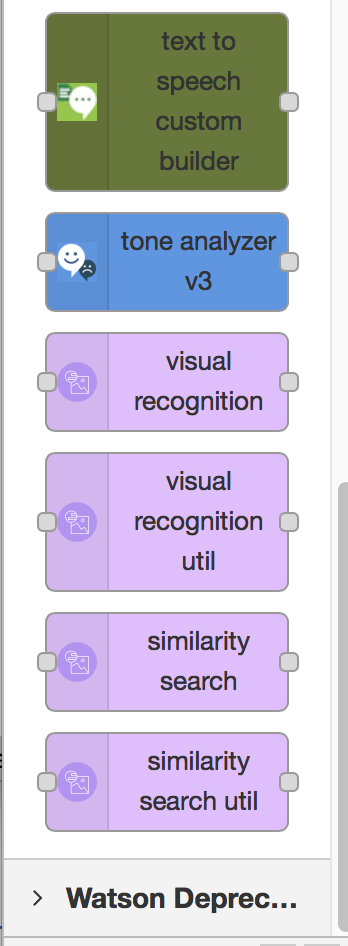 text to
speech
custom
builder
tone analyzer
v3
visual
recognition
visual
recognition
util
similarity
search
similarity
search util
Watson Deprec...